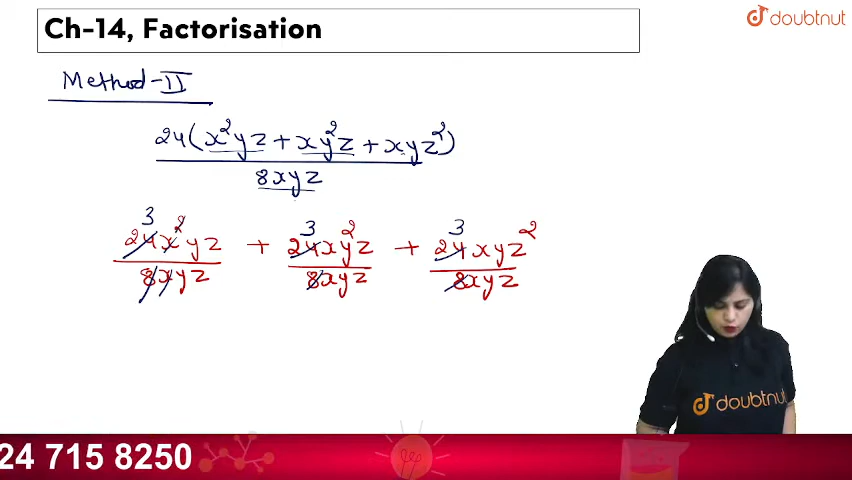 Ch-14, Factorisation
doubtnut
Method-II
24(x²yz + xy²z + xyz²)
8xyz
3 3 3
24x²yz + 24xy²z + 24xyz²
8xyz 8xyz 8xyz
doubtnut
24 715 8250